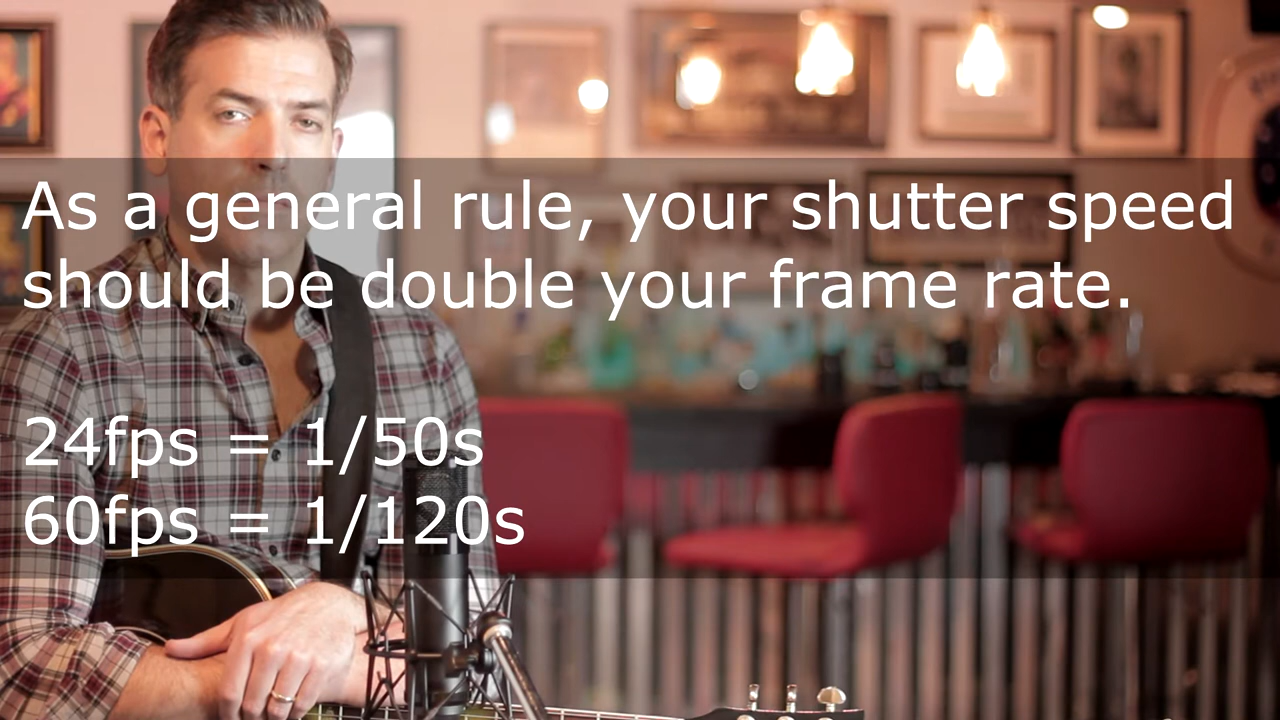 As a general rule, your shutter speed
should be double your frame rate.
24fps = 1/50s
60fps = 1/120s